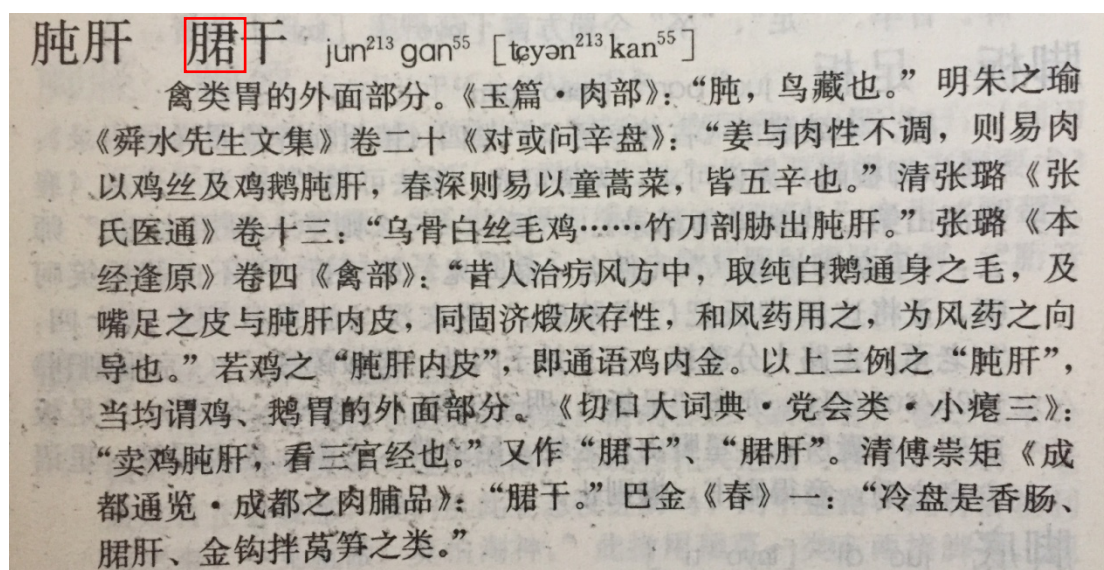 肫肝 䐃干 jun²¹³ gan⁵⁵ [tɕyən²¹³ kan⁵⁵]
禽类胃的外面部分。《玉篇 肉部》：“肫，鸟藏也。” 明朱之瑜
《舜水先生文集》卷二十《对或问辛盘》：“姜与肉性不调，则易肉
以鸡丝及鸡鹅肫肝，春深则易以童蒿菜，皆五辛也。” 清张璐《张
氏医通》卷十三：“乌骨白丝毛鸡……竹刀剖胁出肫肝。” 张璐《本
经逢原》卷四《禽部》：“昔人治疠风方中，取纯白鹅通身之毛，及
嘴足之皮与肫肝内皮，同固济煅灰存性，和风药用之，为风药之向
导也。” 若鸡之“肫肝内皮”，即通语鸡内金。以上三例之“肫肝”，
当均谓鸡、鹅胃的外面部分。《切口大词典·党会类·小瘪三》：
“卖鸡肫肝，看三官经也。” 又作“䐃干”、“䐃肝”。清傅崇矩《成
都通览·成都之肉脯品》：“䐃干。” 巴金《春》一：“冷盘是香肠、
䐃肝、金钩拌莴笋之类。”